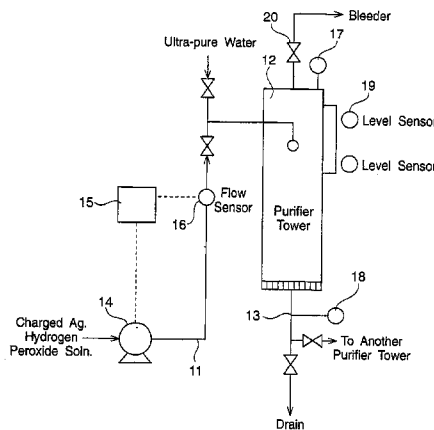 20
Bleeder
17
Ultra-pure Water
12
19
Level Sensor
Level Sensor
15
Flow
Sensor
16
Purifier
Tower
18
14
13
Charged Ag.
Hydrogen
Peroxide Soln.
11
To Another
Purifier Tower
Drain